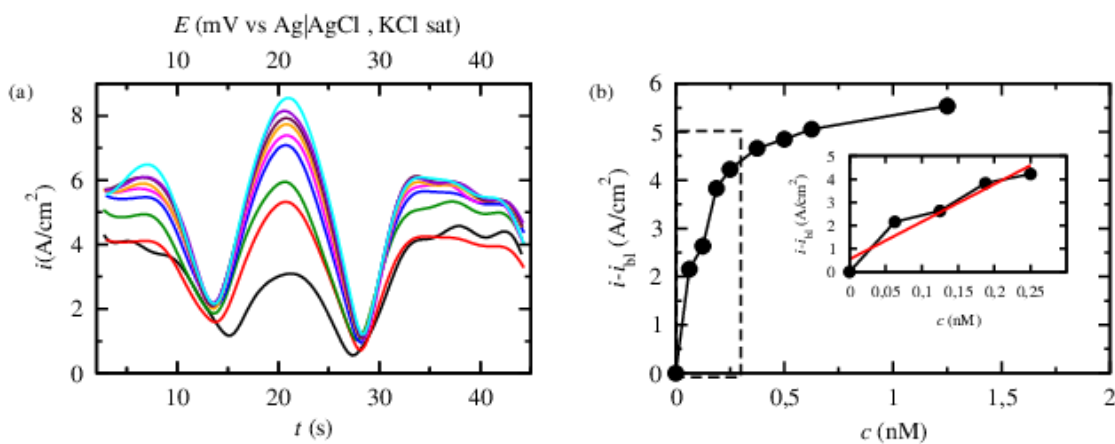 E (mV vs Ag|AgCl , KCl sat)
10 20 30 40
(a)
8
6
4
2
0
i(A/cm²)
10 20 30 40
t (s)
(b)
6
5
4
3
2
1
0
i-i_bl (A/cm²)
0 0,5 1 1,5 2
c (nM)
5
4
3
2
1
0
i-i_bl (A/cm²)
0 0,05 0,1 0,15 0,2 0,25
c (nM)